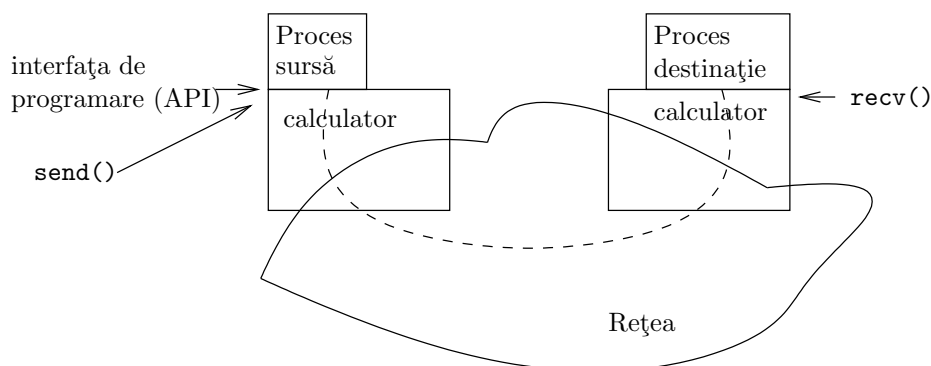 Proces
sursă
Proces
destinaţie
interfaţa de
programare (API)
calculator
calculator
recv()
send()
Reţea